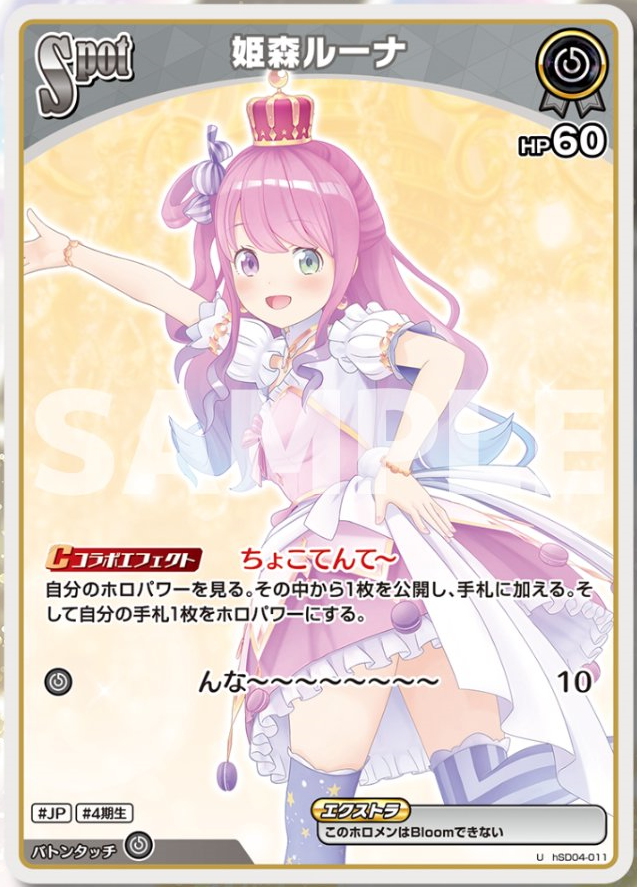 Spot
姫森ルーナ
HP60
SAMPLE
Cコラボエフェクト ちょこてんて〜
自分のホロパワーを見る。その中から1枚を公開し、手札に加える。そ
して自分の手札1枚をホロパワーにする。
んな〜〜〜〜〜〜〜〜 10
#JP #4期生
エクストラ
このホロメンはBloomできない
バトンタッチ
U hSD04-011